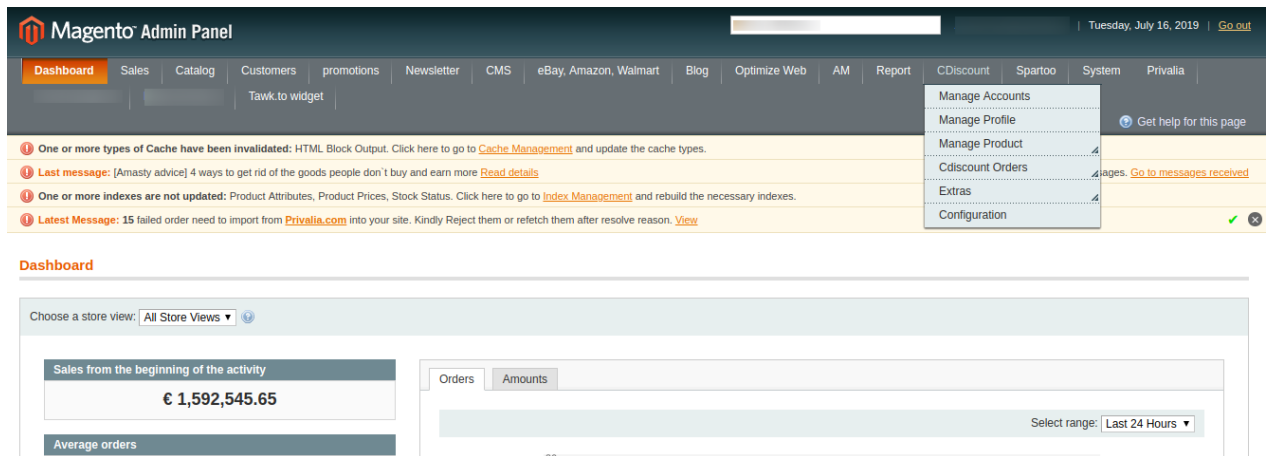 Magento Admin Panel
Tuesday, July 16, 2019 | Go out
Dashboard Sales Catalog Customers promotions Newsletter CMS eBay, Amazon, Walmart Blog Optimize Web AM Report CDiscount Spartoo System Privalia
Tawk.to widget
Manage Accounts
Manage Profile
Manage Product
Cdiscount Orders
Extras
Configuration
Get help for this page
One or more types of Cache have been invalidated: HTML Block Output. Click here to go to Cache Management and update the cache types.
Last message: [Amasty advice] 4 ways to get rid of the goods people don`t buy and earn more Read details
ages. Go to messages received
One or more indexes are not updated: Product Attributes, Product Prices, Stock Status. Click here to go to Index Management and rebuild the necessary indexes.
Latest Message: 15 failed order need to import from Privalia.com into your site. Kindly Reject them or refetch them after resolve reason. View
Dashboard
Choose a store view: All Store Views
Sales from the beginning of the activity
€ 1,592,545.65
Average orders
Orders Amounts
Select range: Last 24 Hours